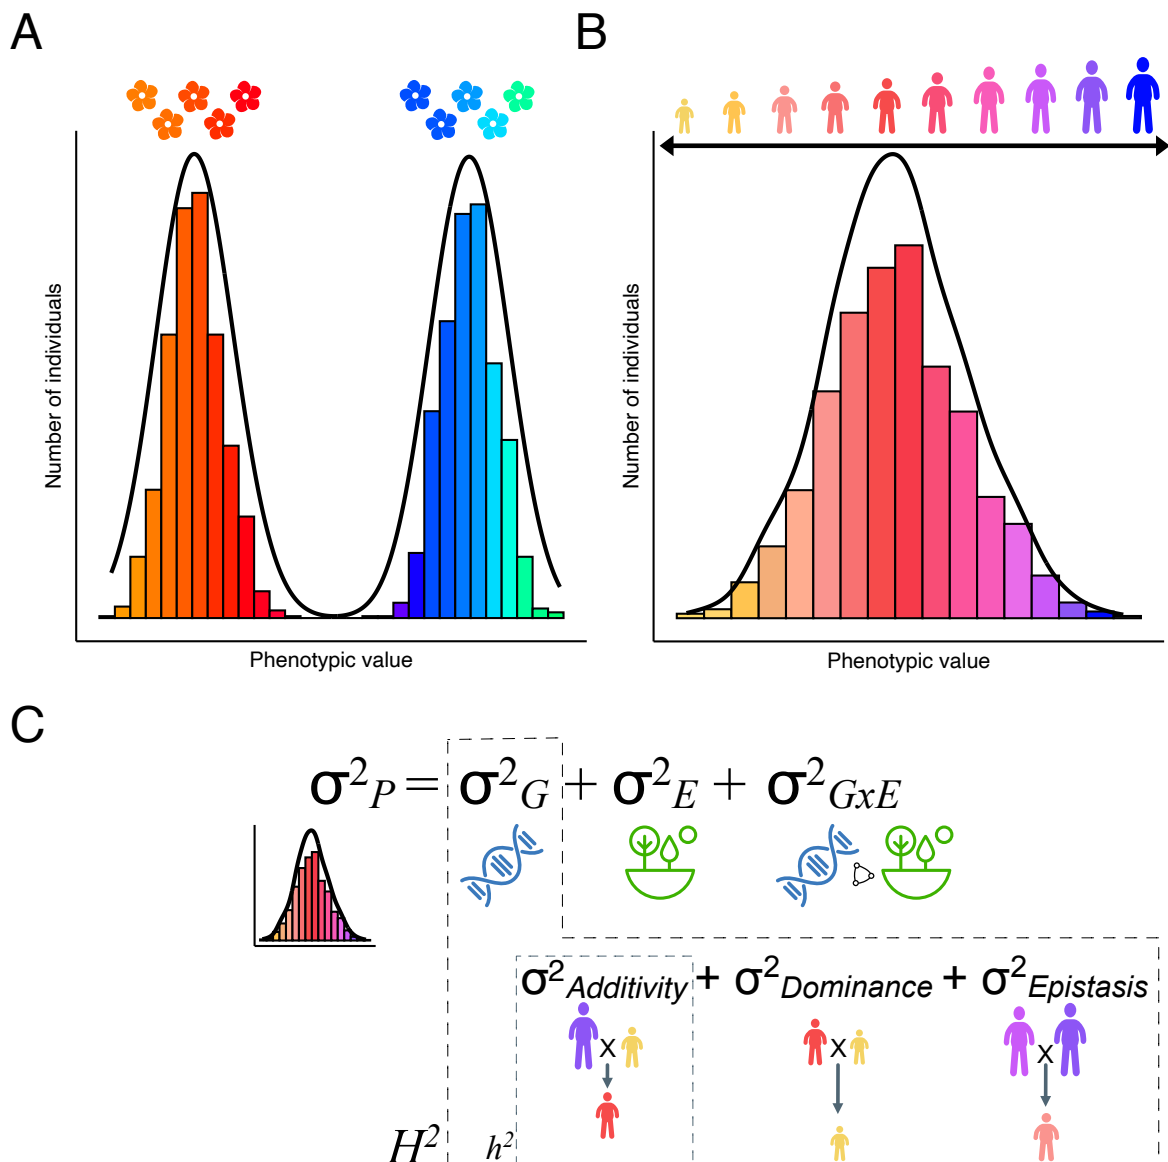 A
B
Number of individuals
Phenotypic value
Number of individuals
Phenotypic value
C
σ²P = σ²G + σ²E + σ²GxE
σ²Additivity + σ²Dominance + σ²Epistasis
X X X
H² h²